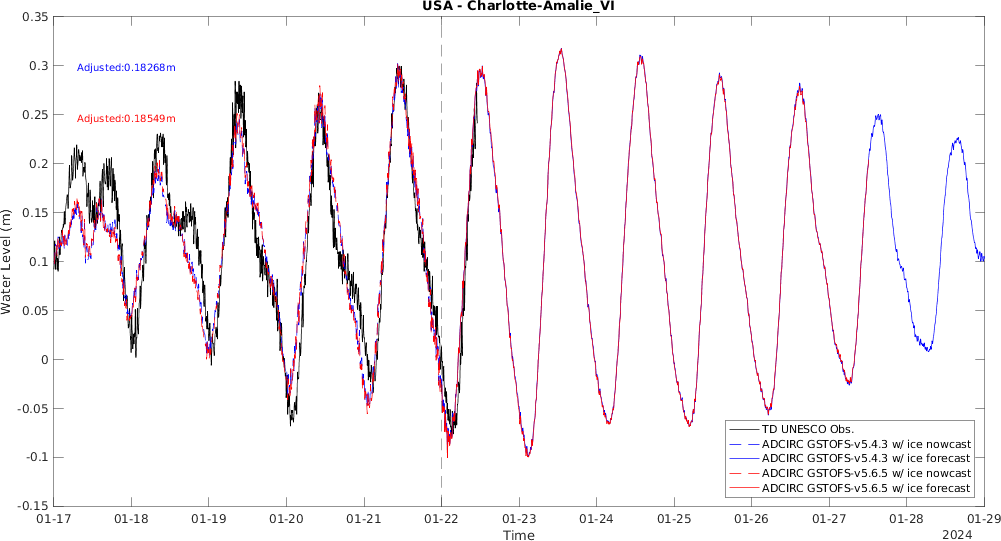 USA - Charlotte-Amalie_VI
0.35
0.3
0.25
0.2
0.15
0.1
0.05
0
-0.05
-0.1
-0.15
Water Level (m)
Adjusted:0.18268m
Adjusted:0.18549m
TD UNESCO Obs.
ADCIRC GSTOFS-v5.4.3 w/ ice nowcast
ADCIRC GSTOFS-v5.4.3 w/ ice forecast
ADCIRC GSTOFS-v5.6.5 w/ ice nowcast
ADCIRC GSTOFS-v5.6.5 w/ ice forecast
01-17 01-18 01-19 01-20 01-21 01-22 01-23 01-24 01-25 01-26 01-27 01-28 01-29
Time
2024